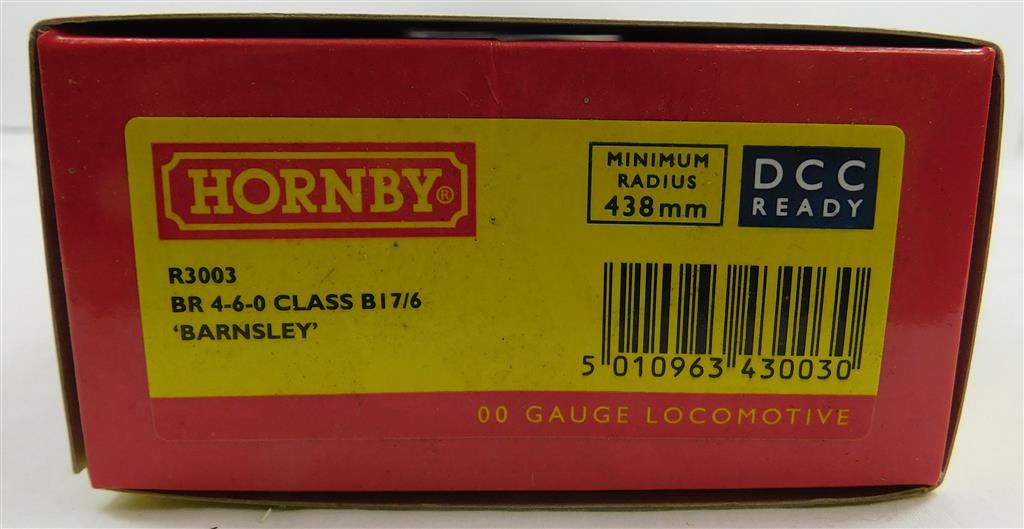 HORNBY®
MINIMUM
RADIUS
438mm
DCC
READY
R3003
BR 4-6-0 CLASS B17/6
‘BARNSLEY’
5 010963 430030
00 GAUGE LOCOMOTIVE